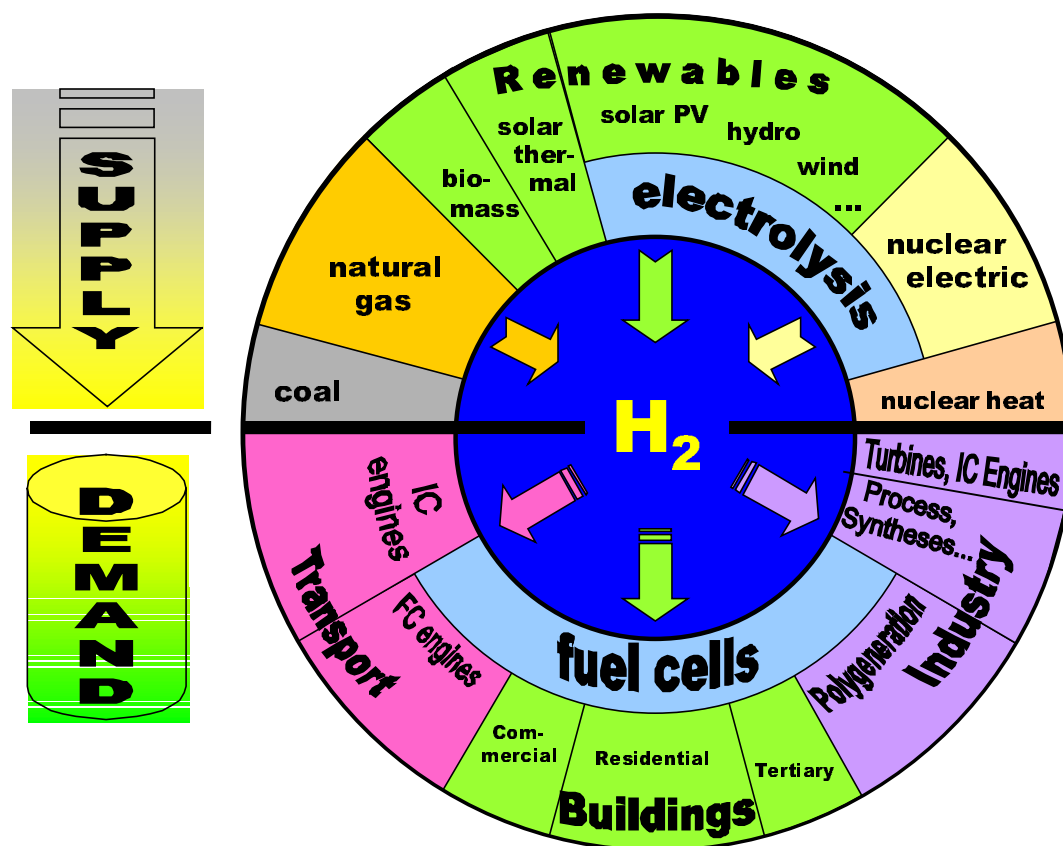 SUPPLY
DEMAND
Renewables
solar PV
hydro
wind
...
solar
ther-
mal
bio-
mass
natural
gas
coal
electrolysis
nuclear
electric
nuclear heat
H2
IC
engines
Transport
FC engines
fuel cells
Com-
mercial
Residential
Tertiary
Buildings
Polygeneration
Industry
Process,
Syntheses...
Turbines, IC Engines